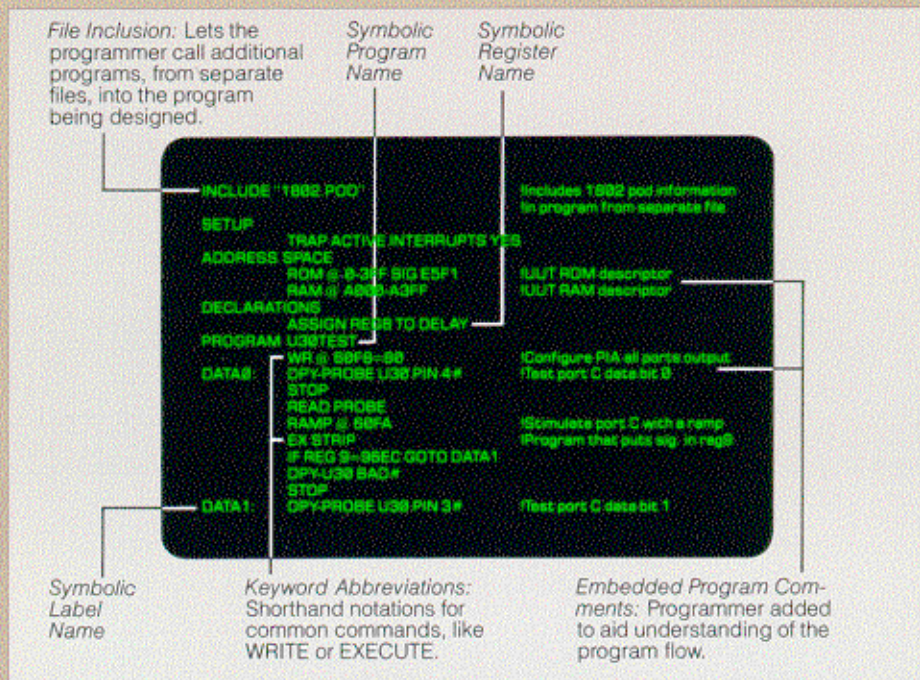 File Inclusion: Lets the
programmer call additional
programs, from separate
files, into the program
being designed.
Symbolic
Program
Name
Symbolic
Register
Name
INCLUDE "1802.POD" !Includes 1802 pod information
!in program from separate file
SETUP
TRAP ACTIVE INTERRUPTS YES
ADDRESS SPACE
ROM @ 0-3FF SIG E5F1 !UUT ROM descriptor
RAM @ A000-A3FF !UUT RAM descriptor
DECLARATIONS
ASSIGN REG8 TO DELAY
PROGRAM U30TEST
WR @ 60FB=80 !Configure PIA all ports output
DATA0: DPY-PROBE U30 PIN 4# !Test port C data bit 0
STOP
READ PROBE
RAMP @ 60FA !Stimulate port C with a ramp
EX STRIP !Program that puts sig. in reg9
IF REG 9=96EC GOTO DATA1
DPY-U30 BAD#
STOP
DATA1: DPY-PROBE U30 PIN 3# !Test port C data bit 1
Symbolic
Label
Name
Keyword Abbreviations:
Shorthand notations for
common commands, like
WRITE or EXECUTE.
Embedded Program Com-
ments: Programmer added
to aid understanding of the
program flow.